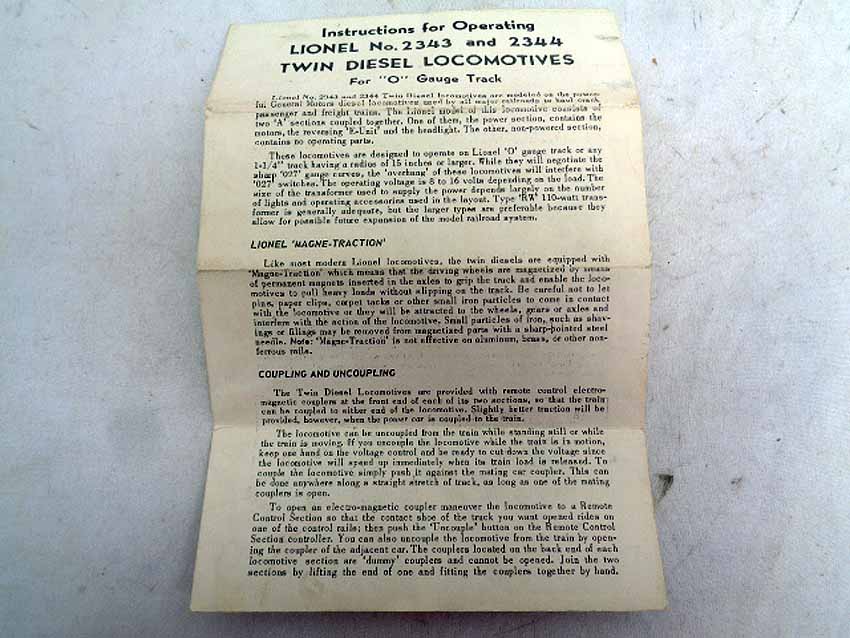 Instructions for Operating
LIONEL No. 2343 and 2344
TWIN DIESEL LOCOMOTIVES
For "O" Gauge Track
Lionel No. 2343 and 2344 Twin Diesel locomotives are modeled on the power-
ful General Motors diesel locomotives used by all major railroads to haul crack
passenger and freight trains. The Lionel model of this locomotive consists of
two 'A' sections coupled together. One of them, the power section, contains the
motors, the reversing 'E-Unit' and the headlight. The other, non-powered section,
contains no operating parts.
These locomotives are designed to operate on Lionel 'O' gauge track or any
1-1/4" track having a radius of 15 inches or larger. While they will negotiate the
sharp '027' gauge curves, the 'overhang' of these locomotives will interfere with
'027' switches. The operating voltage is 8 to 16 volts depending on the load. The
size of the transformer used to supply the power depends largely on the number
of lights and operating accessories used in the layout. Type 'RW' 110-watt trans-
former is generally adequate, but the larger types are preferable because they
allow for possible future expansion of the model railroad system.
LIONEL 'MAGNE-TRACTION'
Like most modern Lionel locomotives, the twin diesels are equipped with
'Magne-Traction' which means that the driving wheels are magnetized by means
of permanent magnets inserted in the axles to grip the track and enable the loco-
motives to pull heavy loads without slipping on the track. Be careful not to let
pins, paper clips, carpet tacks or other small iron particles to come in contact
with the locomotive or they will be attracted to the wheels, gears or axles and
interfere with the action of the locomotive. Small particles of iron, such as shav-
ings or filings may be removed from magnetized parts with a sharp-pointed steel
needle. Note: 'Magne-Traction' is not effective on aluminum, brass, or other non-
ferrous rails.
COUPLING AND UNCOUPLING
The Twin Diesel Locomotives are provided with remote control electro-
magnetic couplers at the front end of each of its two sections, so that the train
can be coupled to either end of the locomotive. Slightly better traction will be
provided, however, when the power car is coupled to the train.
The locomotive can be uncoupled from the train while standing still or while
the train is moving. If you uncouple the locomotive while the train is in motion,
keep one hand on the voltage control and be ready to cut down the voltage since
the locomotive will speed up immediately when its train load is released. To
couple the locomotive simply push it against the mating car coupler. This can
be done anywhere along a straight stretch of track, as long as one of the mating
couplers is open.
To open an electro-magnetic coupler maneuver the locomotive to a Remote
Control Section so that the contact shoe of the truck you want opened rides on
one of the control rails; then push the 'Uncouple' button on the Remote Control
Section controller. You can also uncouple the locomotive from the train by open-
ing the coupler of the adjacent car. The couplers located on the back end of each
locomotive section are 'dummy' couplers and cannot be opened. Join the two
sections by lifting the end of one and fitting the couplers together by hand.